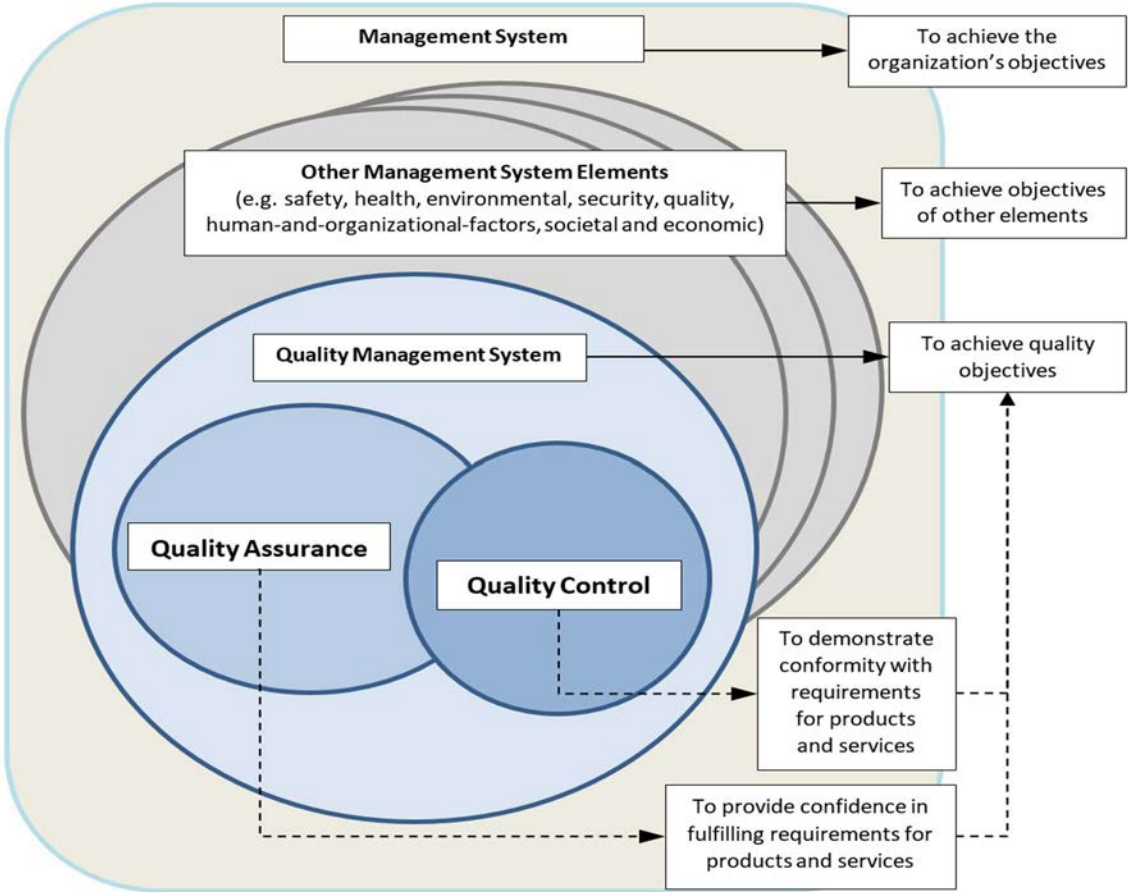 Management System
To achieve the
organization's objectives
Other Management System Elements
(e.g. safety, health, environmental, security, quality,
human-and-organizational-factors, societal and economic)
To achieve objectives
of other elements
Quality Management System
To achieve quality
objectives
Quality Assurance
Quality Control
To demonstrate
conformity with
requirements
for products
and services
To provide confidence in
fulfilling requirements for
products and services